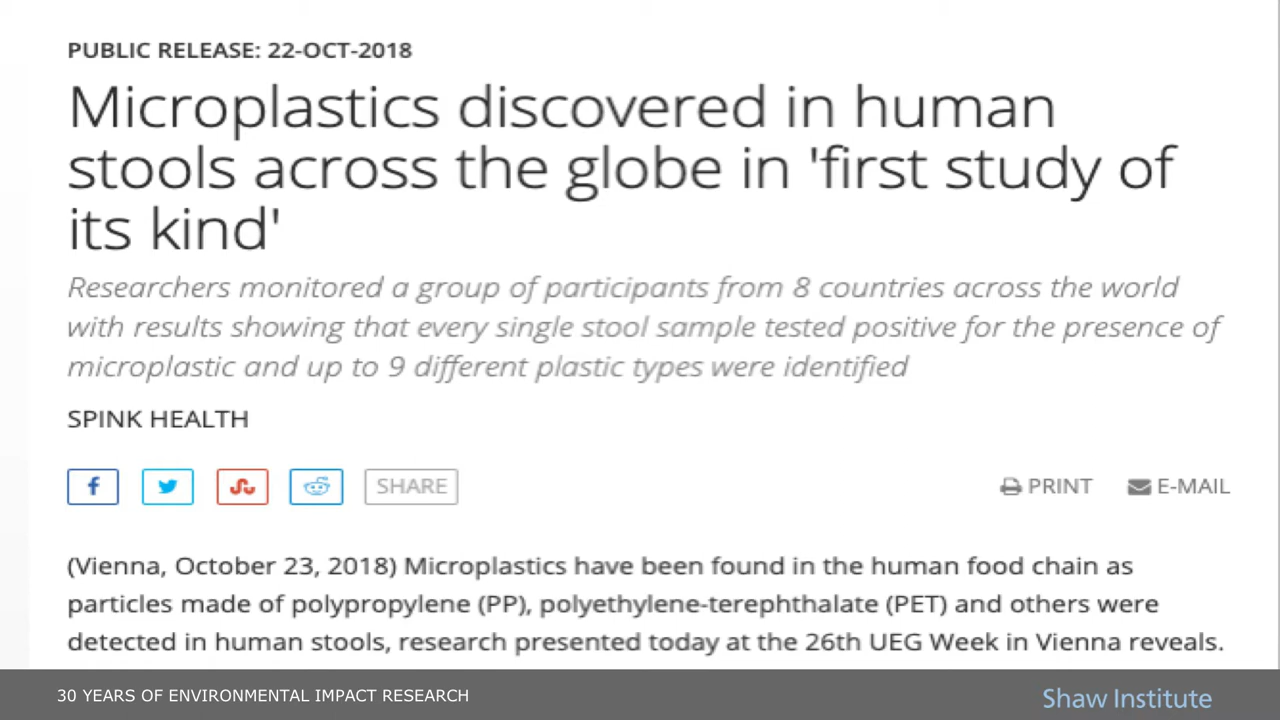 PUBLIC RELEASE: 22-OCT-2018
Microplastics discovered in human
stools across the globe in 'first study of
its kind'
Researchers monitored a group of participants from 8 countries across the world
with results showing that every single stool sample tested positive for the presence of
microplastic and up to 9 different plastic types were identified
SPINK HEALTH
SHARE
PRINT
E-MAIL
(Vienna, October 23, 2018) Microplastics have been found in the human food chain as
particles made of polypropylene (PP), polyethylene-terephthalate (PET) and others were
detected in human stools, research presented today at the 26th UEG Week in Vienna reveals.
30 YEARS OF ENVIRONMENTAL IMPACT RESEARCH
Shaw Institute